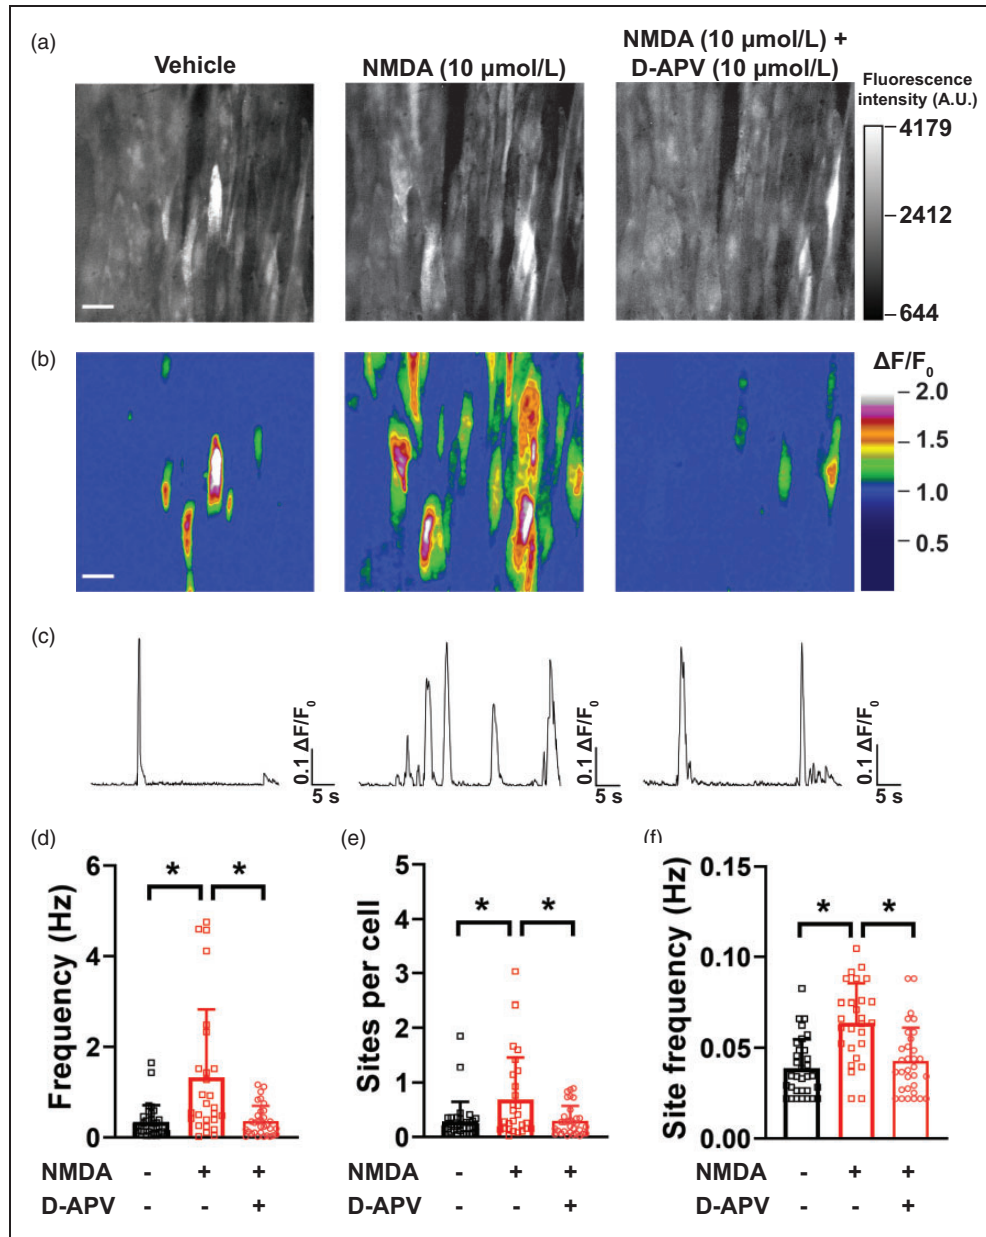 (a)
Vehicle
NMDA (10 µmol/L)
NMDA (10 µmol/L) +
D-APV (10 µmol/L)
Fluorescence
intensity (A.U.)
4179
2412
644
(b)
ΔF/F0
2.0
1.5
1.0
0.5
(c)
0.1 ΔF/F0
5 s
0.1 ΔF/F0
5 s
0.1 ΔF/F0
5 s
(d)
Frequency (Hz)
6
4
2
0
* *
NMDA - + +
D-APV - - +
(e)
Sites per cell
5
4
3
2
1
0
* *
- + +
- - +
(f)
Site frequency (Hz)
0.15
0.10
0.05
0.00
* *
NMDA - + +
D-APV - - +